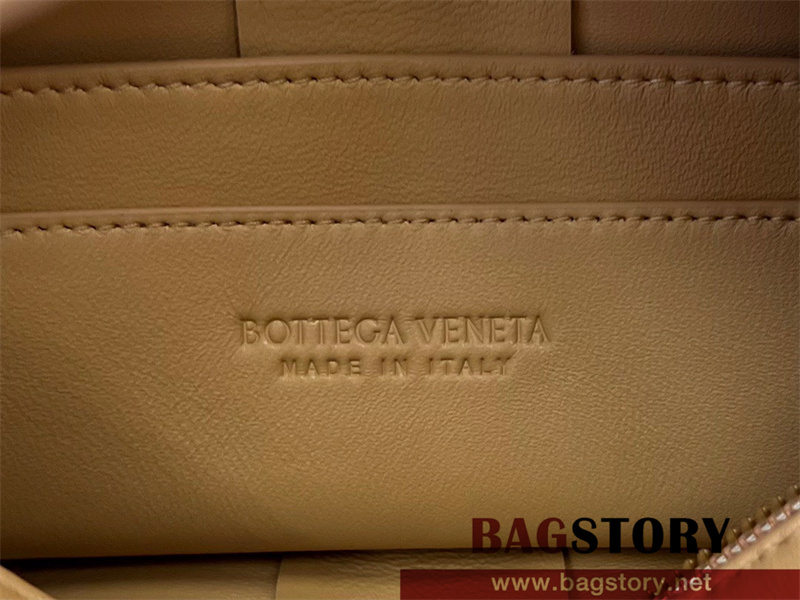 BOTTEGA VENETA
MADE IN ITALY
BAGSTORY
www.bagstory.net